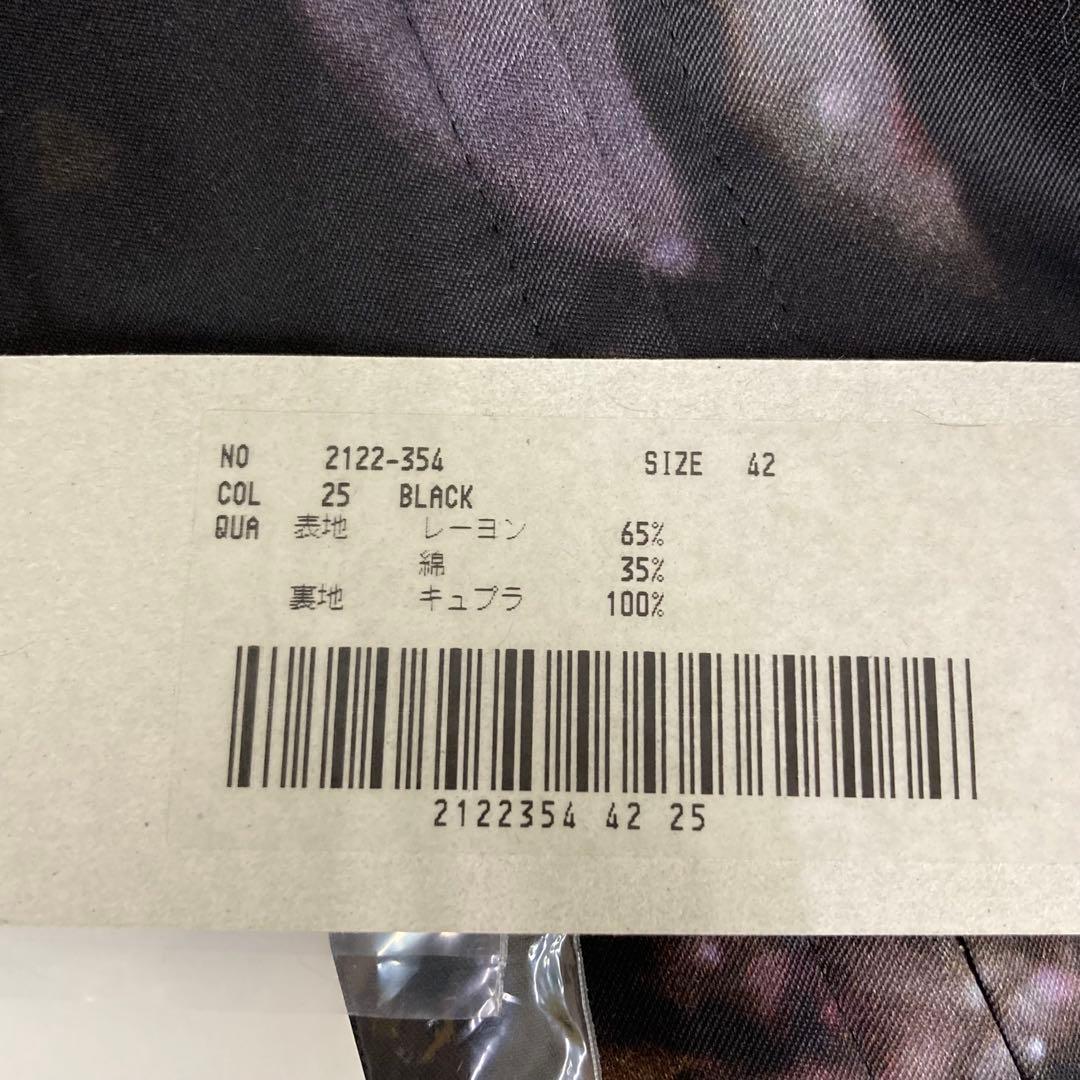 NO 2122-354 SIZE 42
COL 25 BLACK
QUA 表地 レーヨン 65%
綿 35%
裏地 キュプラ 100%
2122354 42 25